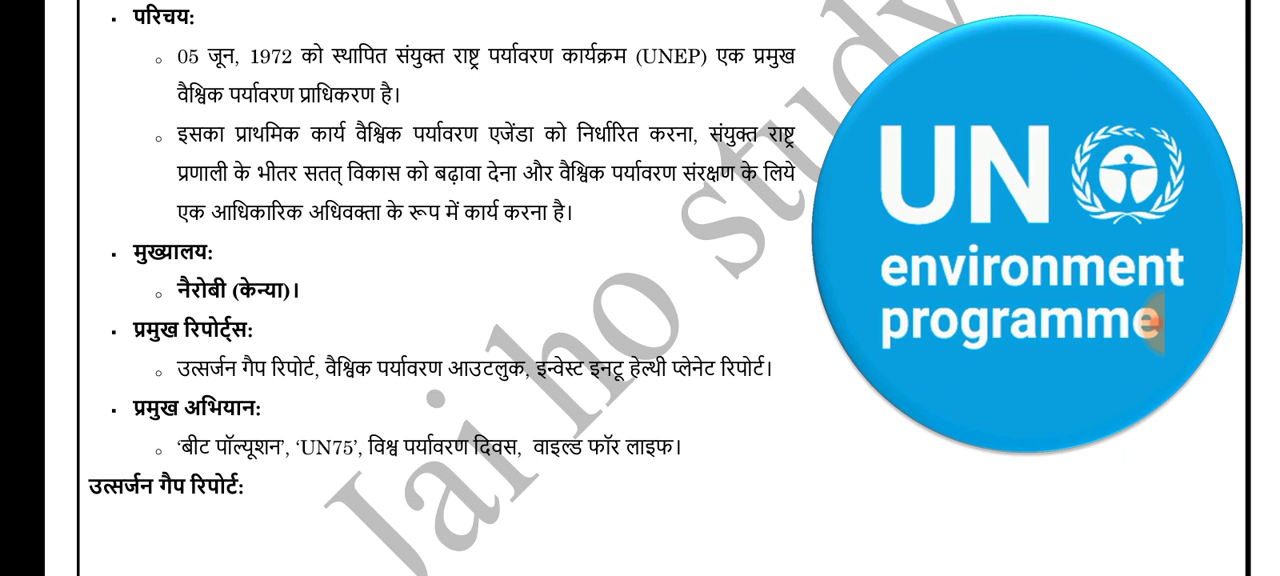 ▪ परिचय:
○ 05 जून, 1972 को स्थापित संयुक्त राष्ट्र पर्यावरण कार्यक्रम (UNEP) एक प्रमुख
वैश्विक पर्यावरण प्राधिकरण है।
○ इसका प्राथमिक कार्य वैश्विक पर्यावरण एजेंडा को निर्धारित करना, संयुक्त राष्ट्र
प्रणाली के भीतर सतत् विकास को बढ़ावा देना और वैश्विक पर्यावरण संरक्षण के लिये
एक आधिकारिक अधिवक्ता के रूप में कार्य करना है।
▪ मुख्यालय:
○ नैरोबी (केन्या)।
▪ प्रमुख रिपोर्ट्स:
○ उत्सर्जन गैप रिपोर्ट, वैश्विक पर्यावरण आउटलुक, इन्वेस्ट इनटू हेल्थी प्लेनेट रिपोर्ट।
▪ प्रमुख अभियान:
○ ‘बीट पॉल्यूशन’, ‘UN75’, विश्व पर्यावरण दिवस, वाइल्ड फॉर लाइफ।
उत्सर्जन गैप रिपोर्ट:
UN
environment
programme
Jai ho study